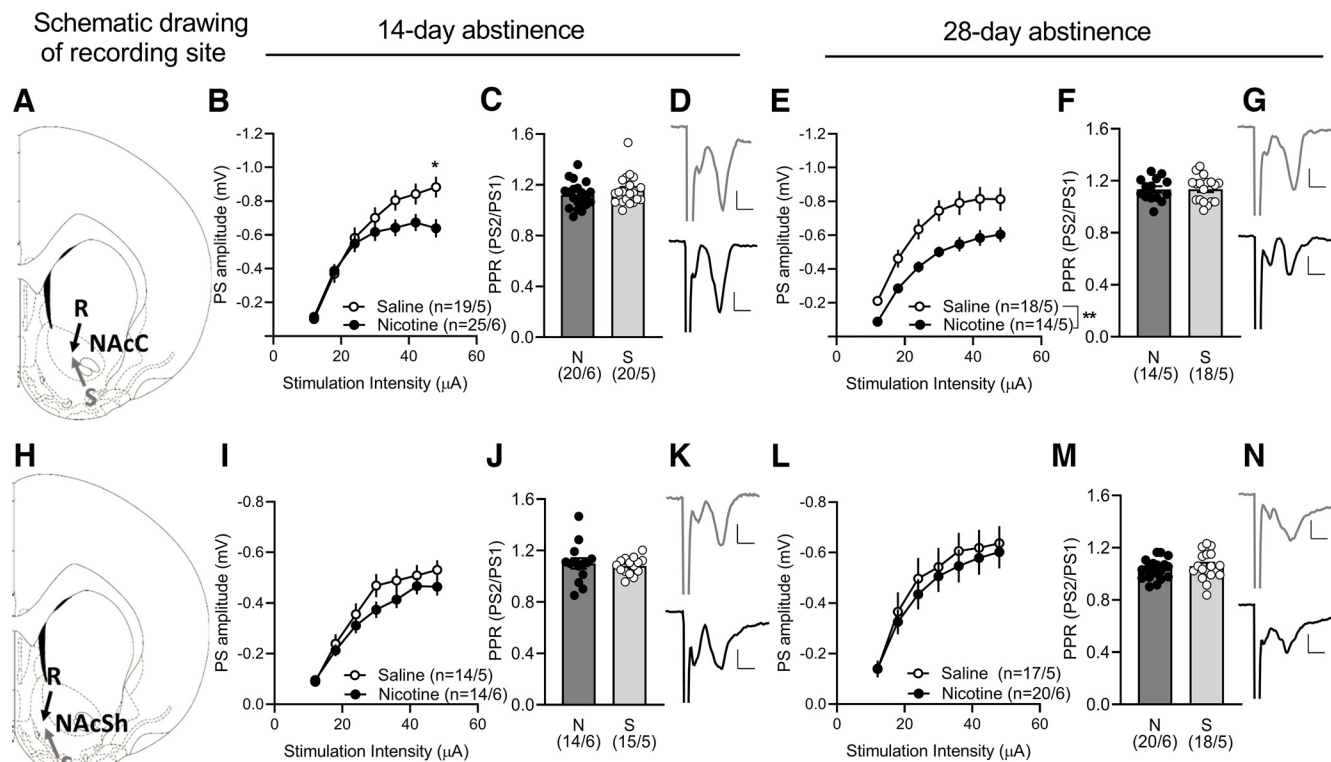 Schematic drawing
of recording site
14-day abstinence
28-day abstinence
A
R
NAcC
S
B
PS amplitude (mV)
-1.2
-1.0
-0.8
-0.6
-0.4
-0.2
*
Saline (n=19/5)
Nicotine (n=25/6)
0 20 40 60
Stimulation Intensity (μA)
C
PPR (PS2/PS1)
1.6
1.2
0.8
0.4
0.0
N S
(20/6) (20/5)
D
E
PS amplitude (mV)
-1.2
-1.0
-0.8
-0.6
-0.4
-0.2
Saline (n=18/5)
Nicotine (n=14/5)
**
0 20 40 60
Stimulation Intensity (μA)
F
PPR (PS2/PS1)
1.6
1.2
0.8
0.4
0.0
N S
(14/5) (18/5)
G
H
R
NAcSh
I
PS amplitude (mV)
-0.8
-0.6
-0.4
-0.2
0.0
Saline (n=14/5)
Nicotine (n=14/6)
0 20 40 60
Stimulation Intensity (μA)
J
PPR (PS2/PS1)
1.6
1.2
0.8
0.4
0.0
N S
(14/6) (15/5)
K
L
PS amplitude (mV)
-0.8
-0.6
-0.4
-0.2
0.0
Saline (n=17/5)
Nicotine (n=20/6)
0 20 40 60
Stimulation Intensity (μA)
M
PPR (PS2/PS1)
1.6
1.2
0.8
0.4
0.0
N S
(20/6) (18/5)
N